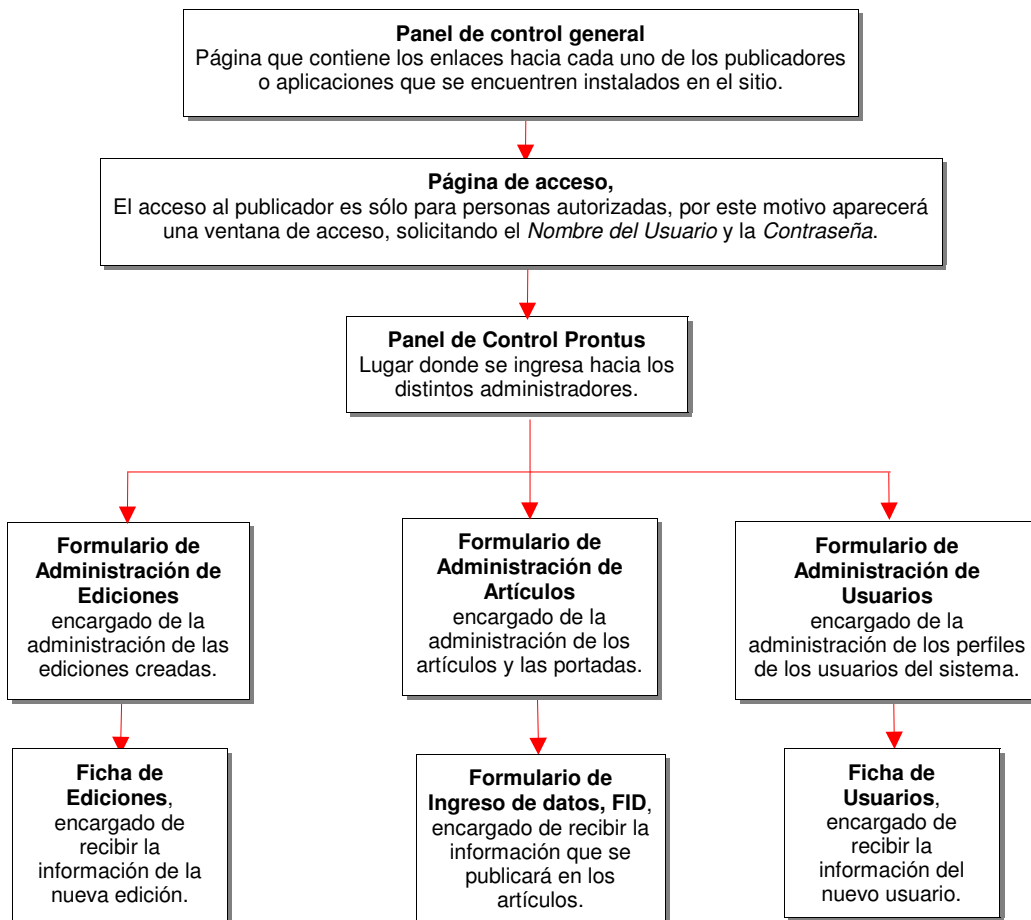 Panel de control general
Página que contiene los enlaces hacia cada uno de los publicadores
o aplicaciones que se encuentren instalados en el sitio.
Página de acceso,
El acceso al publicador es sólo para personas autorizadas, por este motivo aparecerá
una ventana de acceso, solicitando el Nombre del Usuario y la Contraseña.
Panel de Control Prontus
Lugar donde se ingresa hacia los
distintos administradores.
Formulario de
Administración de
Ediciones
encargado de la
administración de las
ediciones creadas.
Formulario de
Administración de
Artículos
encargado de la
administración de los
artículos y las portadas.
Formulario de
Administración de
Usuarios
encargado de la
administración de los perfiles
de los usuarios del sistema.
Ficha de
Ediciones,
encargado de
recibir la
información de la
nueva edición.
Formulario de
Ingreso de datos, FID,
encargado de recibir la
información que se
publicará en los
artículos.
Ficha de
Usuarios,
encargado de
recibir la
información del
nuevo usuario.